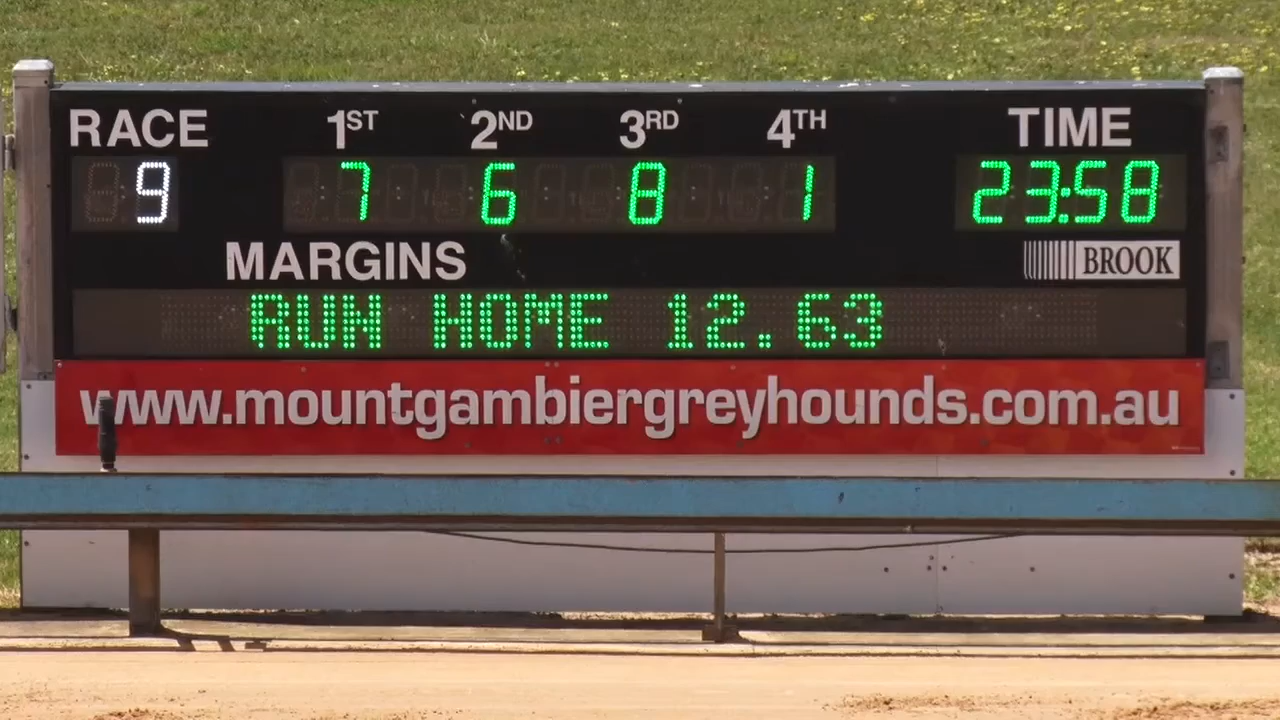 RACE 1ST 2ND 3RD 4TH TIME
9 7 6 8 1 23:58
MARGINS BROOK
RUN HOME 12.63
www.mountgambiergreyhounds.com.au